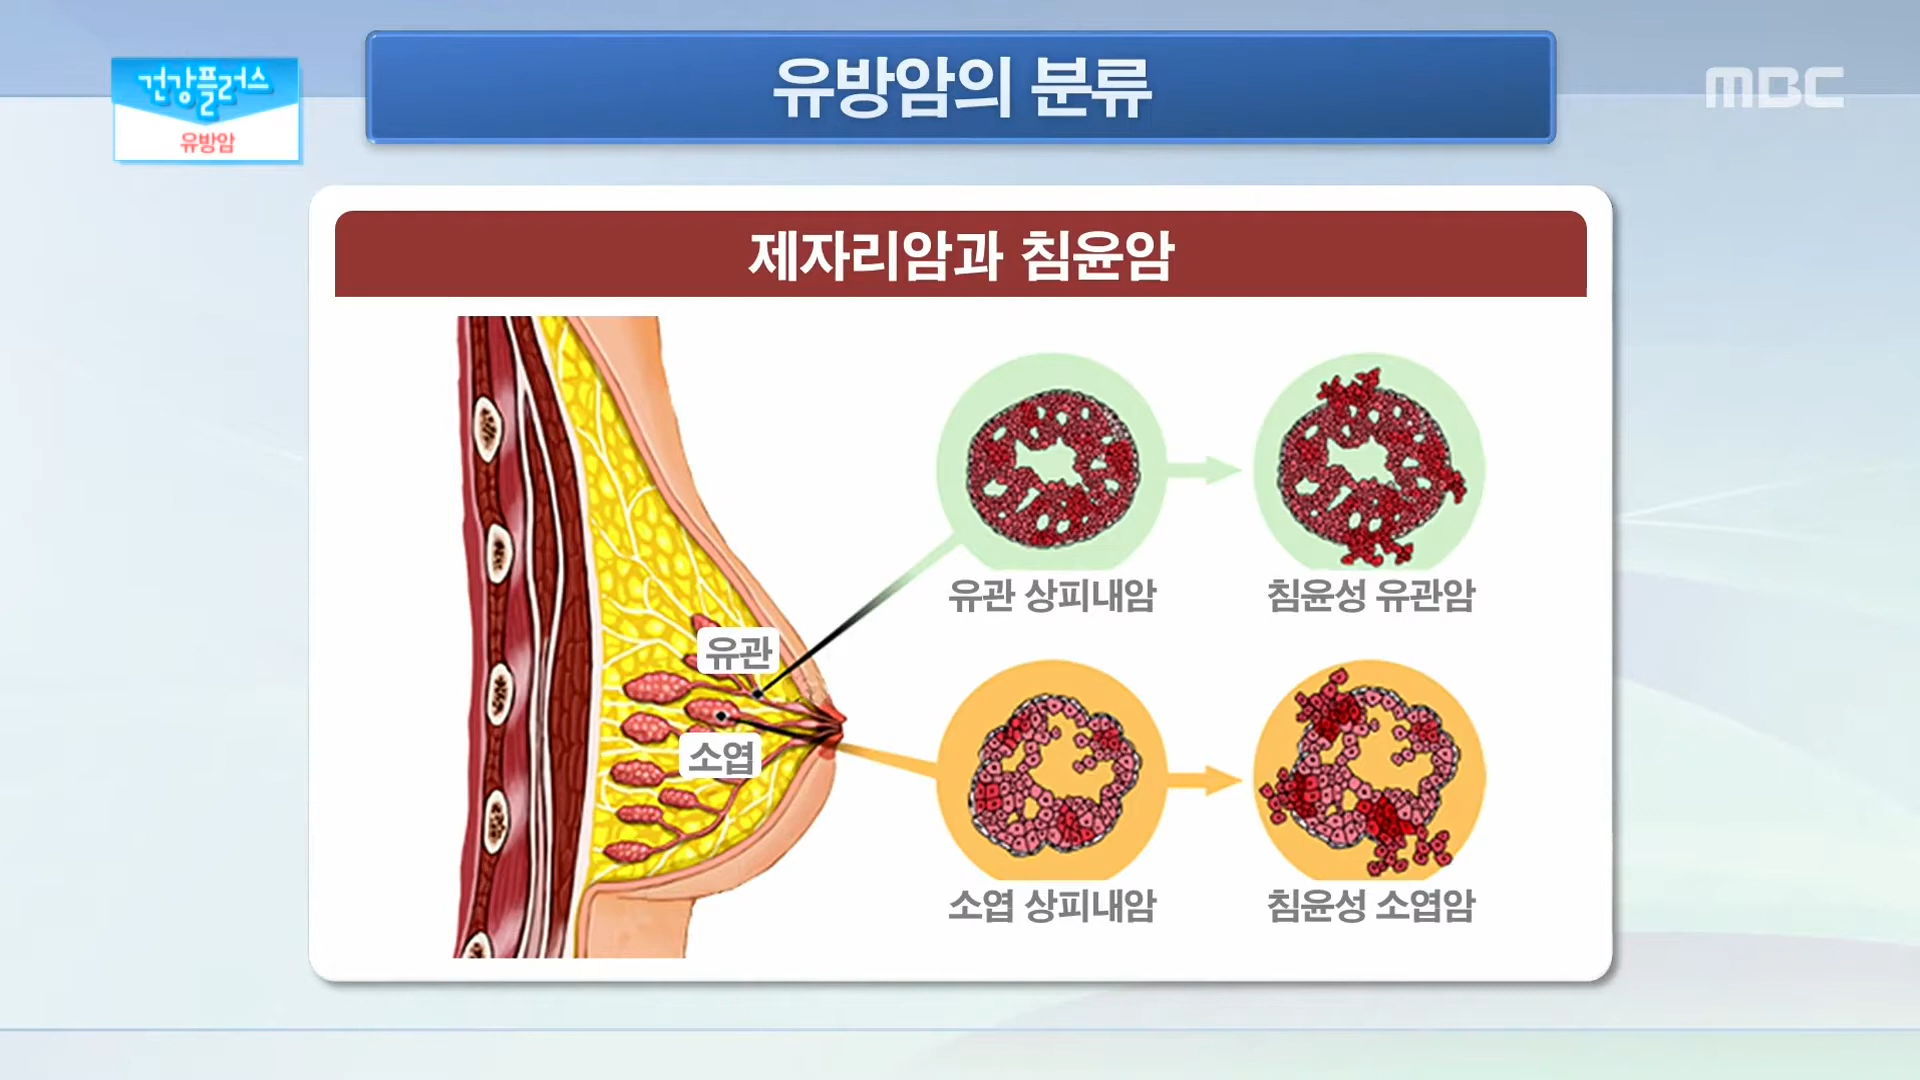 건강플러스
유방암
유방암의 분류
MBC
제자리암과 침윤암
유관
소엽
유관 상피내암
침윤성 유관암
소엽 상피내암
침윤성 소엽암